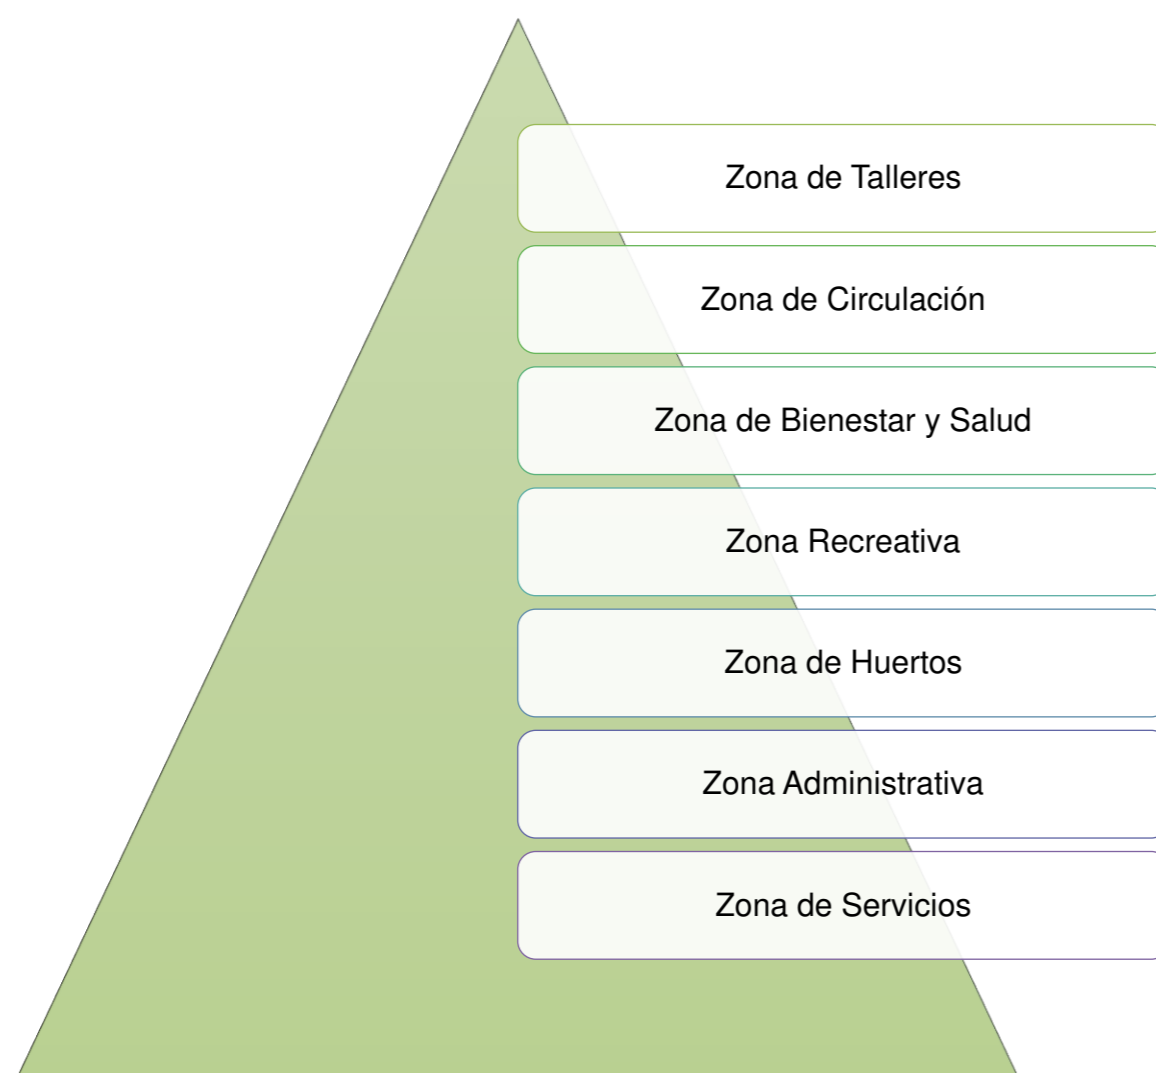 Zona de Talleres
Zona de Circulación
Zona de Bienestar y Salud
Zona Recreativa
Zona de Huertos
Zona Administrativa
Zona de Servicios